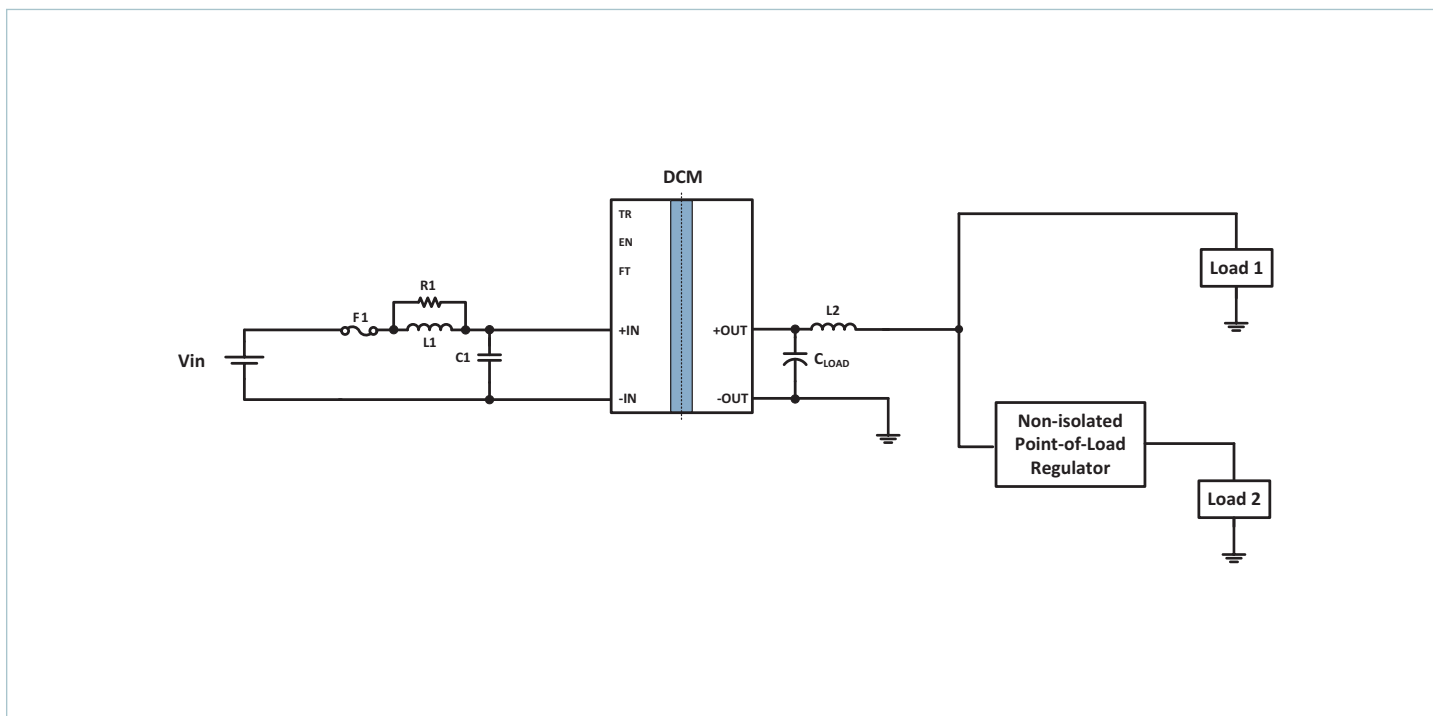 DCM
TR
EN
FT
R1
F1
L1
C1
Vin
+IN
-IN
+OUT
-OUT
L2
CLOAD
Load 1
Non-isolated
Point-of-Load
Regulator
Load 2